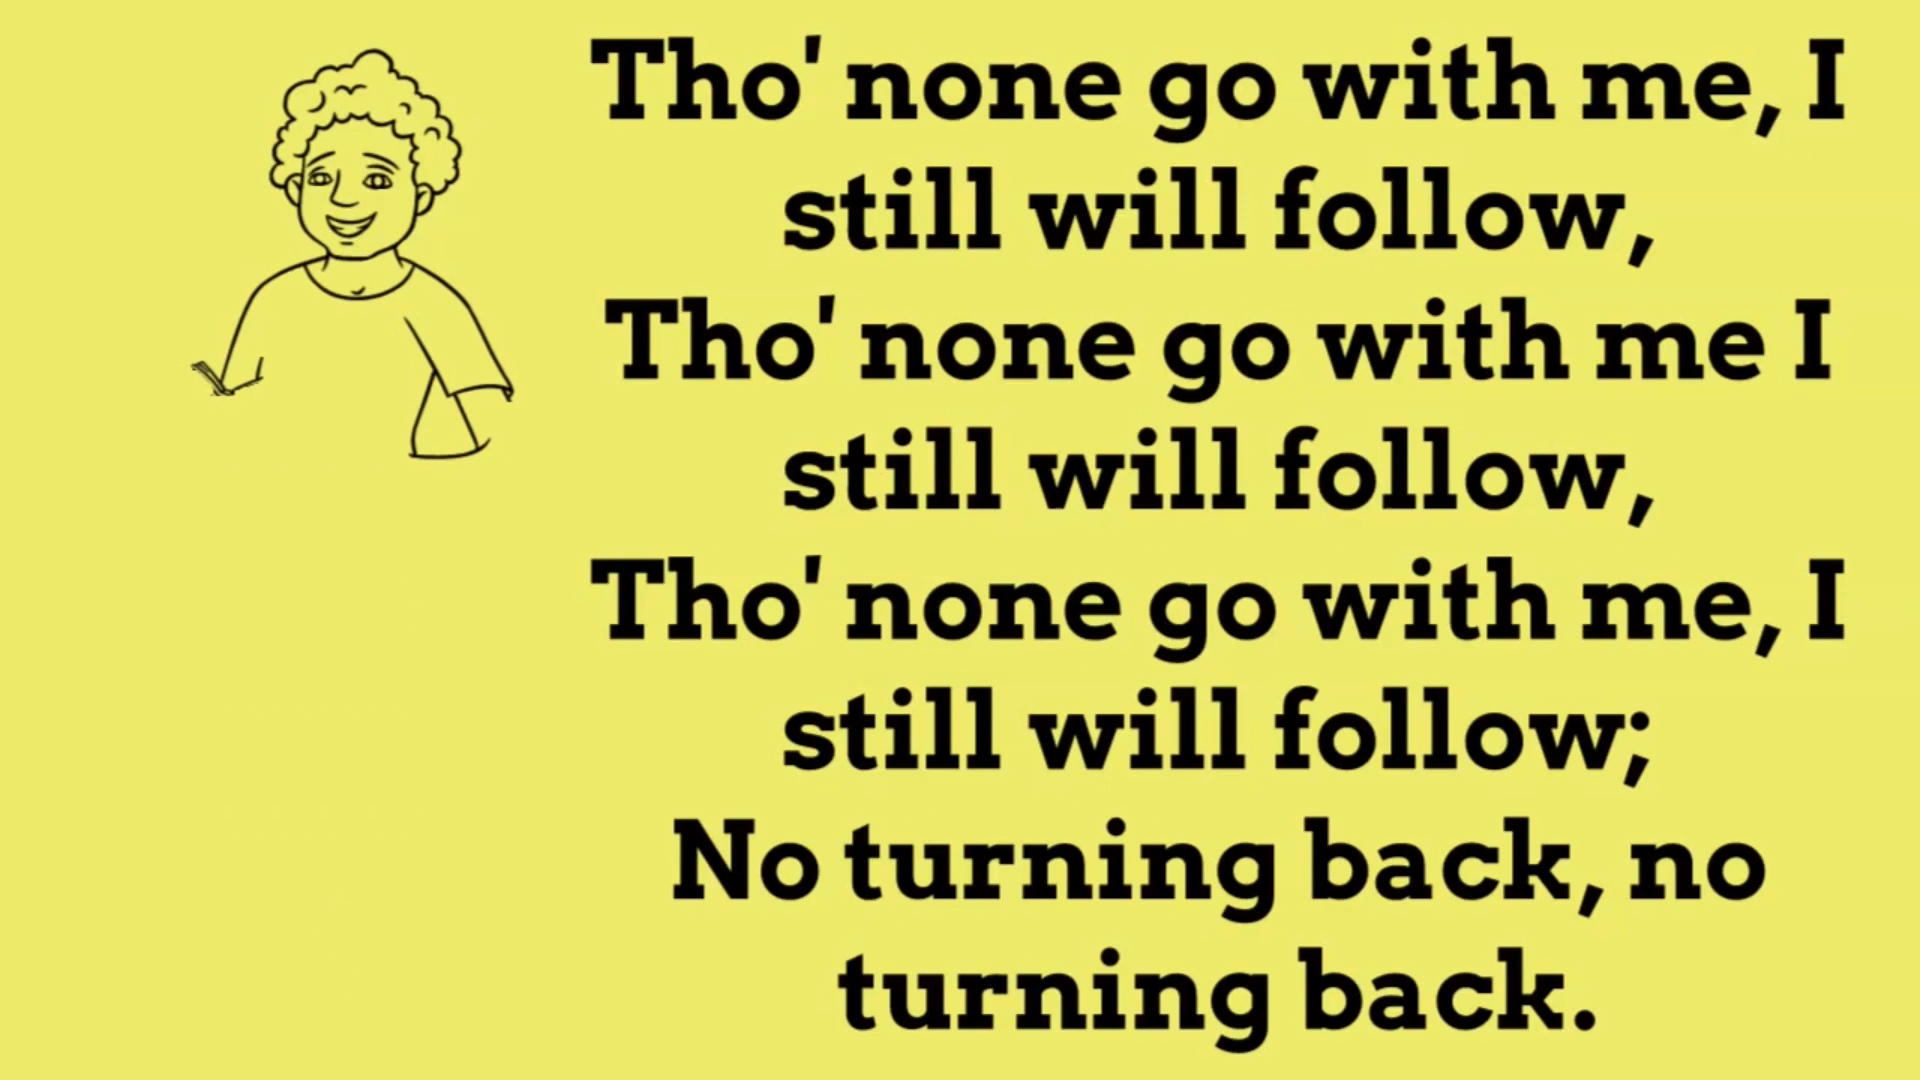 Tho' none go with me, I
still will follow,
Tho' none go with me I
still will follow,
Tho' none go with me, I
still will follow;
No turning back, no
turning back.